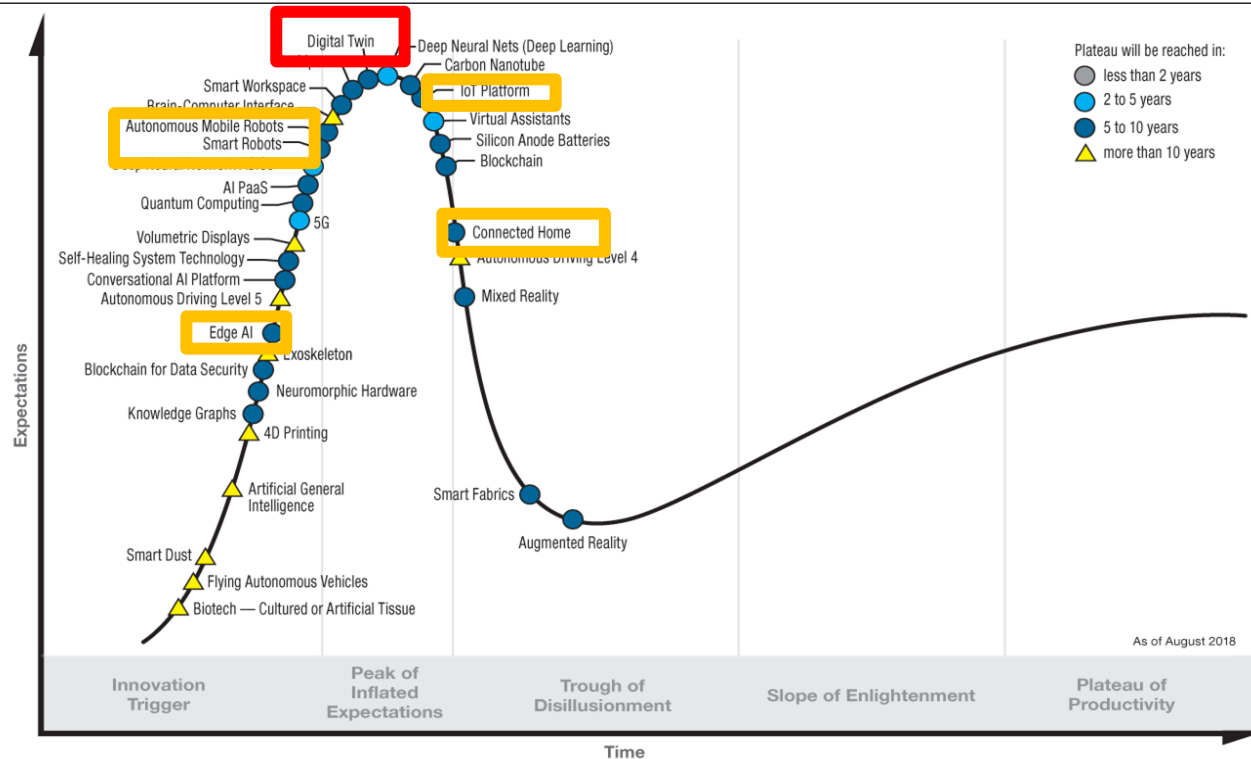 Digital Twin
Deep Neural Nets (Deep Learning)
Carbon Nanotube
Smart Workspace
IoT Platform
Brain-Computer Interface
Virtual Assistants
Autonomous Mobile Robots
Silicon Anode Batteries
Smart Robots
Blockchain
AI PaaS
Quantum Computing
5G
Connected Home
Volumetric Displays
Autonomous Driving Level 4
Self-Healing System Technology
Conversational AI Platform
Mixed Reality
Autonomous Driving Level 5
Edge AI
Exoskeleton
Blockchain for Data Security
Neuromorphic Hardware
Knowledge Graphs
4D Printing
Artificial General
Intelligence
Smart Fabrics
Augmented Reality
Smart Dust
Flying Autonomous Vehicles
Biotech — Cultured or Artificial Tissue
Plateau will be reached in:
less than 2 years
2 to 5 years
5 to 10 years
more than 10 years
Expectations
As of August 2018
Innovation
Trigger
Peak of
Inflated
Expectations
Trough of
Disillusionment
Slope of Enlightenment
Plateau of
Productivity
Time